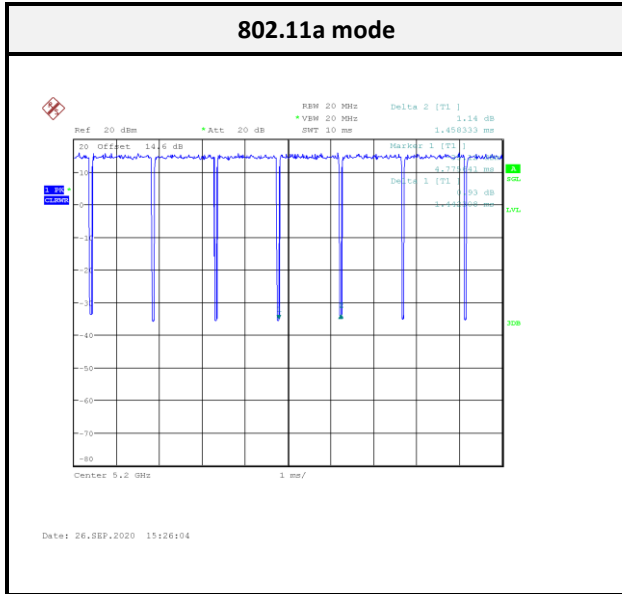 802.11a mode
RBW 20 MHz Delta 2 [T1 ]
* VBW 20 MHz 1.14 dB
Ref 20 dBm * Att 20 dB SWT 10 ms 1.458333 ms
20 Offset 14.6 dB Marker 1 [T1 ]
-10 A
SGL
Delta 1 [T1 ]
1 PK *
CLRWR
0.93 dB
-0
LVL
-10
-20
-30
3DB
-40
-50
-60
-70
-80
Center 5.2 GHz 1 ms/
Date: 26.SEP.2020 15:26:04